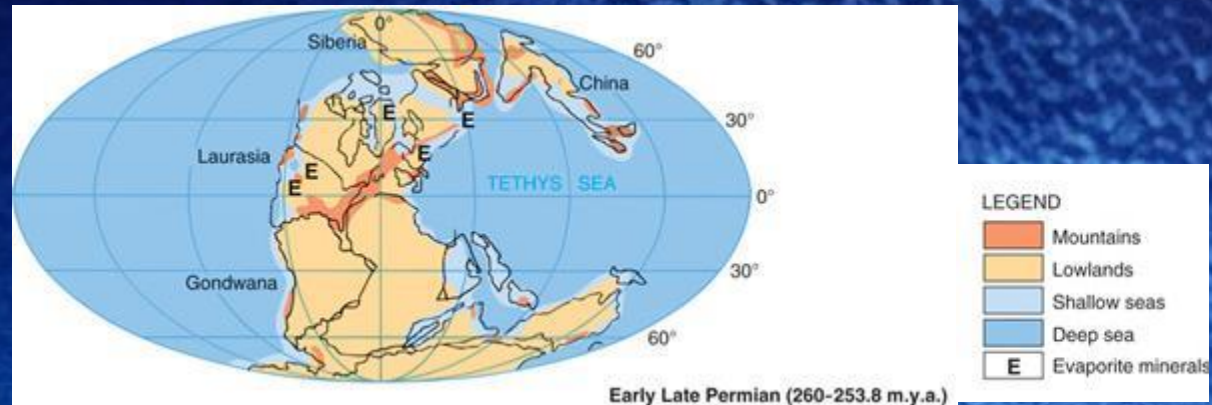 0°
Siberia
60°
China
E
30°
E
Laurasia
E
E
E
TETHYS SEA
0°
Gondwana
30°
60°
Early Late Permian (260-253.8 m.y.a.)
LEGEND
Mountains
Lowlands
Shallow seas
Deep sea
E Evaporite minerals